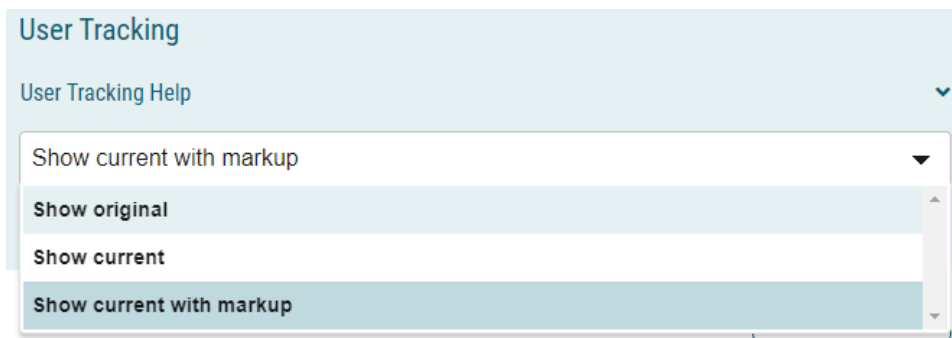 User Tracking
User Tracking Help
Show current with markup
Show original
Show current
Show current with markup